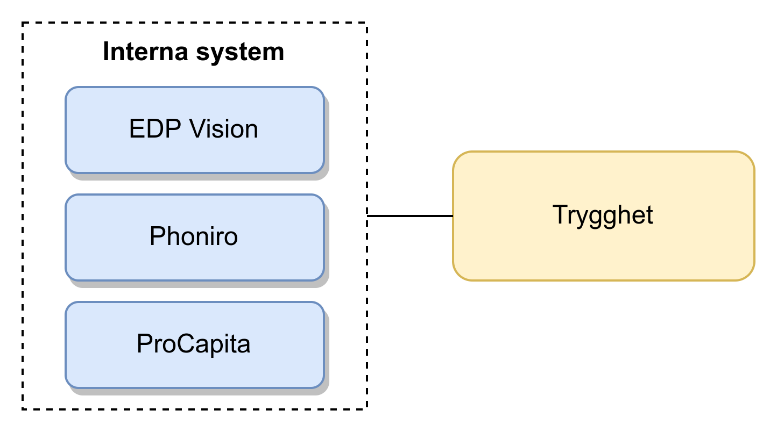 Interna system
EDP Vision
Phoniro
ProCapita
Trygghet